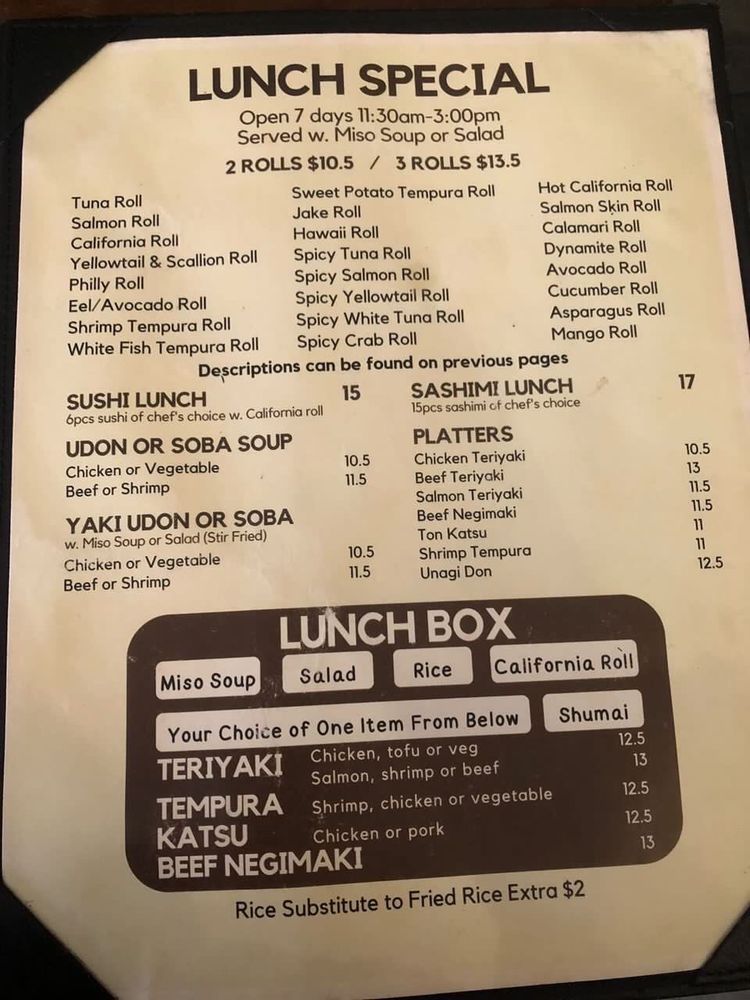 LUNCH SPECIAL
Open 7 days 11:30am-3:00pm
Served w. Miso Soup or Salad
2 ROLLS $10.5 / 3 ROLLS $13.5
Tuna Roll
Salmon Roll
California Roll
Yellowtail & Scallion Roll
Philly Roll
Eel/Avocado Roll
Shrimp Tempura Roll
White Fish Tempura Roll
Sweet Potato Tempura Roll
Jake Roll
Hawaii Roll
Spicy Tuna Roll
Spicy Salmon Roll
Spicy Yellowtail Roll
Spicy White Tuna Roll
Spicy Crab Roll
Hot California Roll
Salmon Skin Roll
Calamari Roll
Dynamite Roll
Avocado Roll
Cucumber Roll
Asparagus Roll
Mango Roll
Descriptions can be found on previous pages
SUSHI LUNCH 15
6pcs sushi of chef's choice w. California roll
UDON OR SOBA SOUP
Chicken or Vegetable 10.5
Beef or Shrimp 11.5
YAKI UDON OR SOBA
w. Miso Soup or Salad (Stir Fried)
Chicken or Vegetable 10.5
Beef or Shrimp 11.5
SASHIMI LUNCH 17
15pcs sashimi of chef's choice
PLATTERS
Chicken Teriyaki 10.5
Beef Teriyaki 13
Salmon Teriyaki 11.5
Beef Negimaki 11.5
Ton Katsu 11
Shrimp Tempura 11
Unagi Don 12.5
LUNCH BOX
Miso Soup Salad Rice California Roll
Your Choice of One Item From Below Shumai
TERIYAKI Chicken, tofu or veg 12.5
Salmon, shrimp or beef 13
TEMPURA Shrimp, chicken or vegetable 12.5
KATSU Chicken or pork 12.5
BEEF NEGIMAKI 13
Rice Substitute to Fried Rice Extra $2